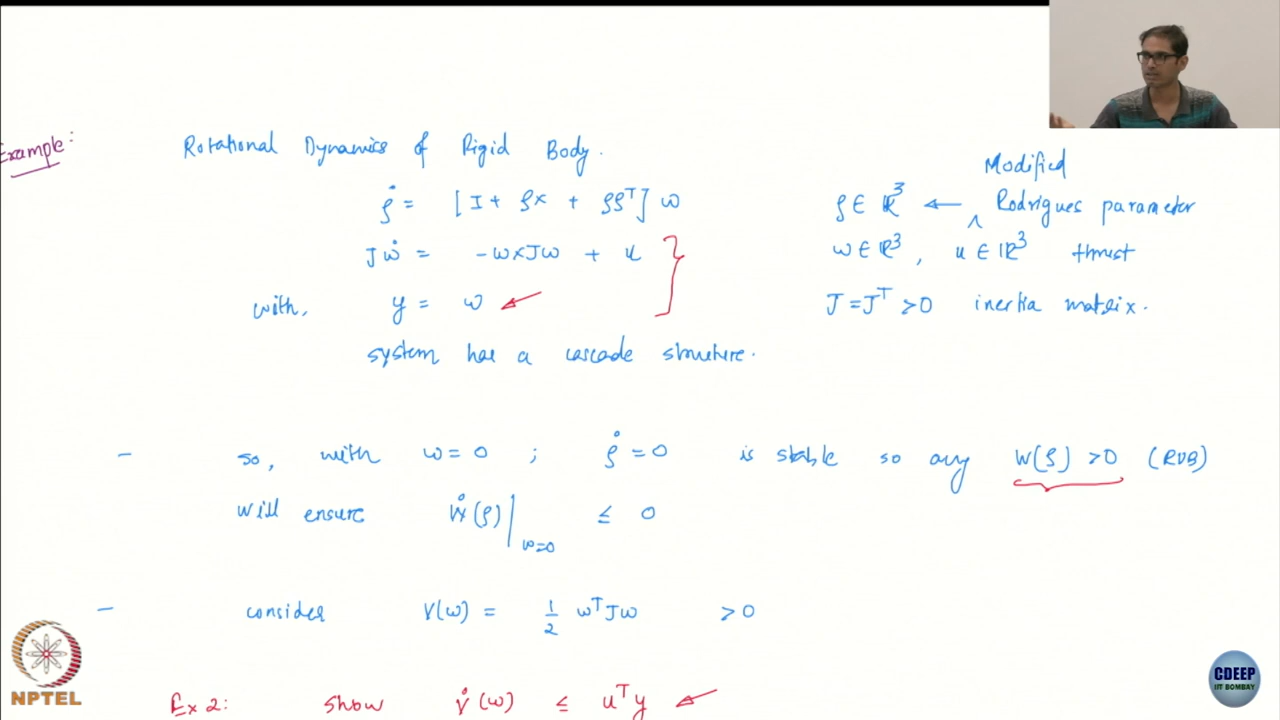 Example:
Rotational Dynamics of Rigid Body.
ρ̇ = [I + ρ× + ρρᵀ] ω
Jω̇ = -ω×Jω + u
with, y = ω
system has a cascade structure.
Modified
ρ ∈ ℝ³ ← ∧ Rodrigues parameter
ω ∈ ℝ³, u ∈ ℝ³ thrust
J = Jᵀ > 0 inertia matrix.
- so, with ω = 0 ; ρ̇ = 0 is stable so any W(ρ) > 0 (RUB)
will ensure Ẇ(ρ)|ω=0 ≤ 0
- consider V(ω) = 1/2 ωᵀJω > 0
Ex 2: show V̇(ω) ≤ uᵀy ←
NPTEL
CDEEP
IIT BOMBAY